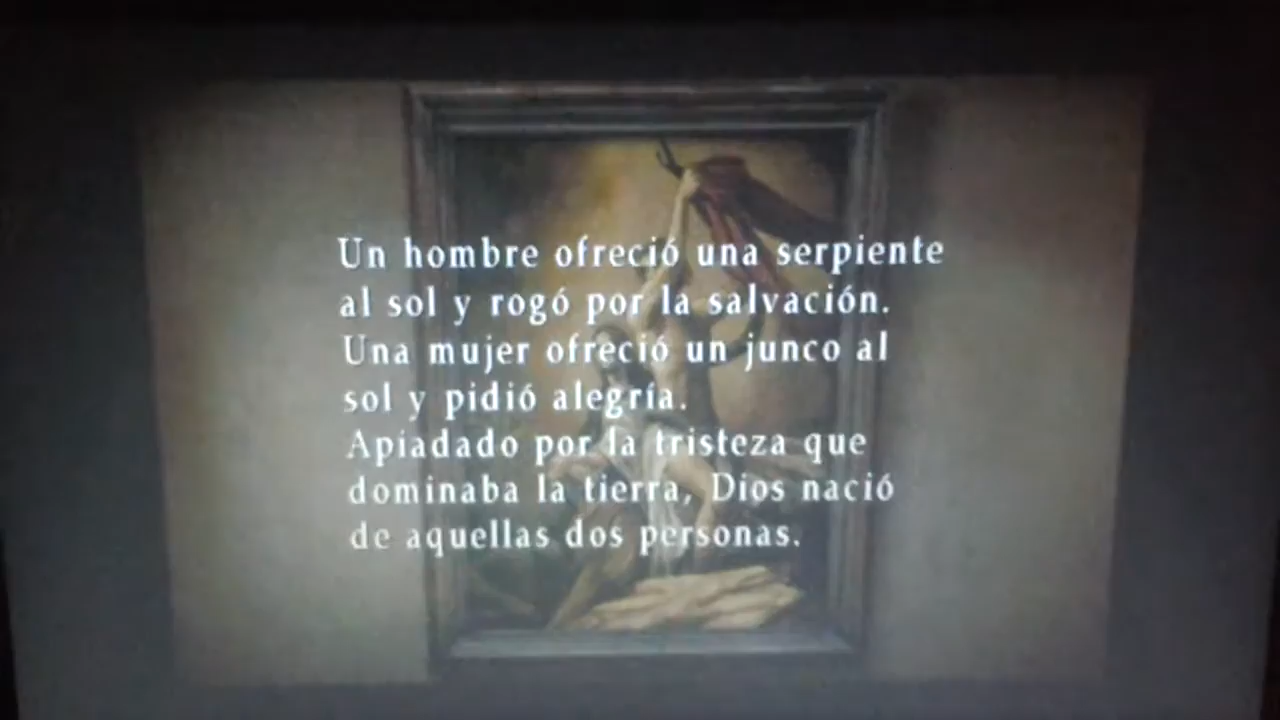 Un hombre ofreció una serpiente
al sol y rogó por la salvación.
Una mujer ofreció un junco al
sol y pidió alegría.
Apiadado por la tristeza que
dominaba la tierra, Dios nació
de aquellas dos personas.